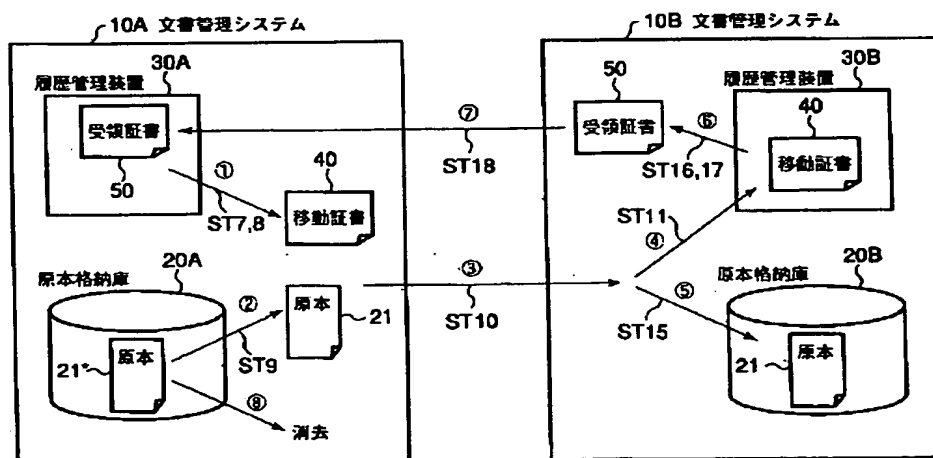 10A 文書管理システム
履歴管理装置
30A
受領証書
50
①
ST7,8
40
移動証書
原本格納庫
20A
②
ST9
原本
21*
原本
21
⑧
消去
⑦
ST18
③
ST10
10B 文書管理システム
50
受領証書
⑥
ST16,17
履歴管理装置
30B
40
移動証書
ST11
④
⑤
ST15
原本格納庫
20B
21
原本